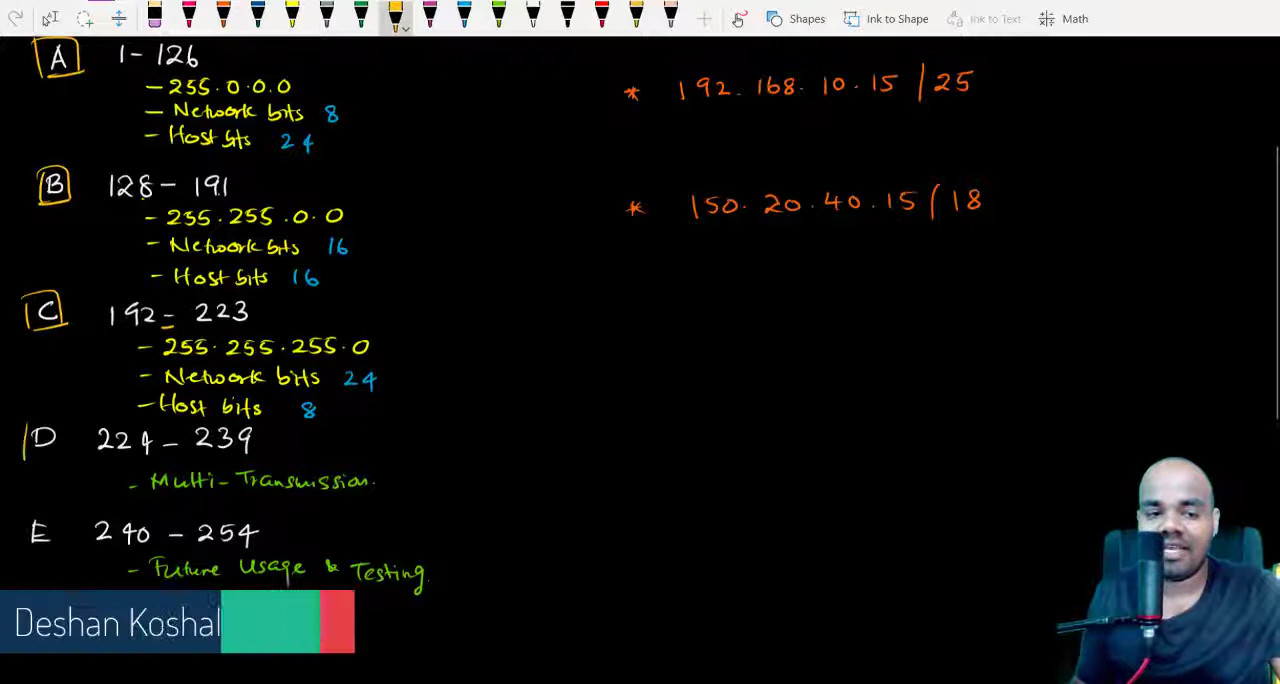 Shapes Ink to Shape Ink to Text Math
A 1 - 126
- 255.0.0.0
- Network bits 8
- Host bits 24
B 128 - 191
- 255.255.0.0
- Network bits 16
- Host bits 16
C 192 - 223
- 255.255.255.0
- Network bits 24
- Host bits 8
D 224 - 239
- Multi-Transmission.
E 240 - 254
- Future Usage & Testing.
* 192.168.10.15 /25
* 150.20.40.15 /18
Deshan Koshal